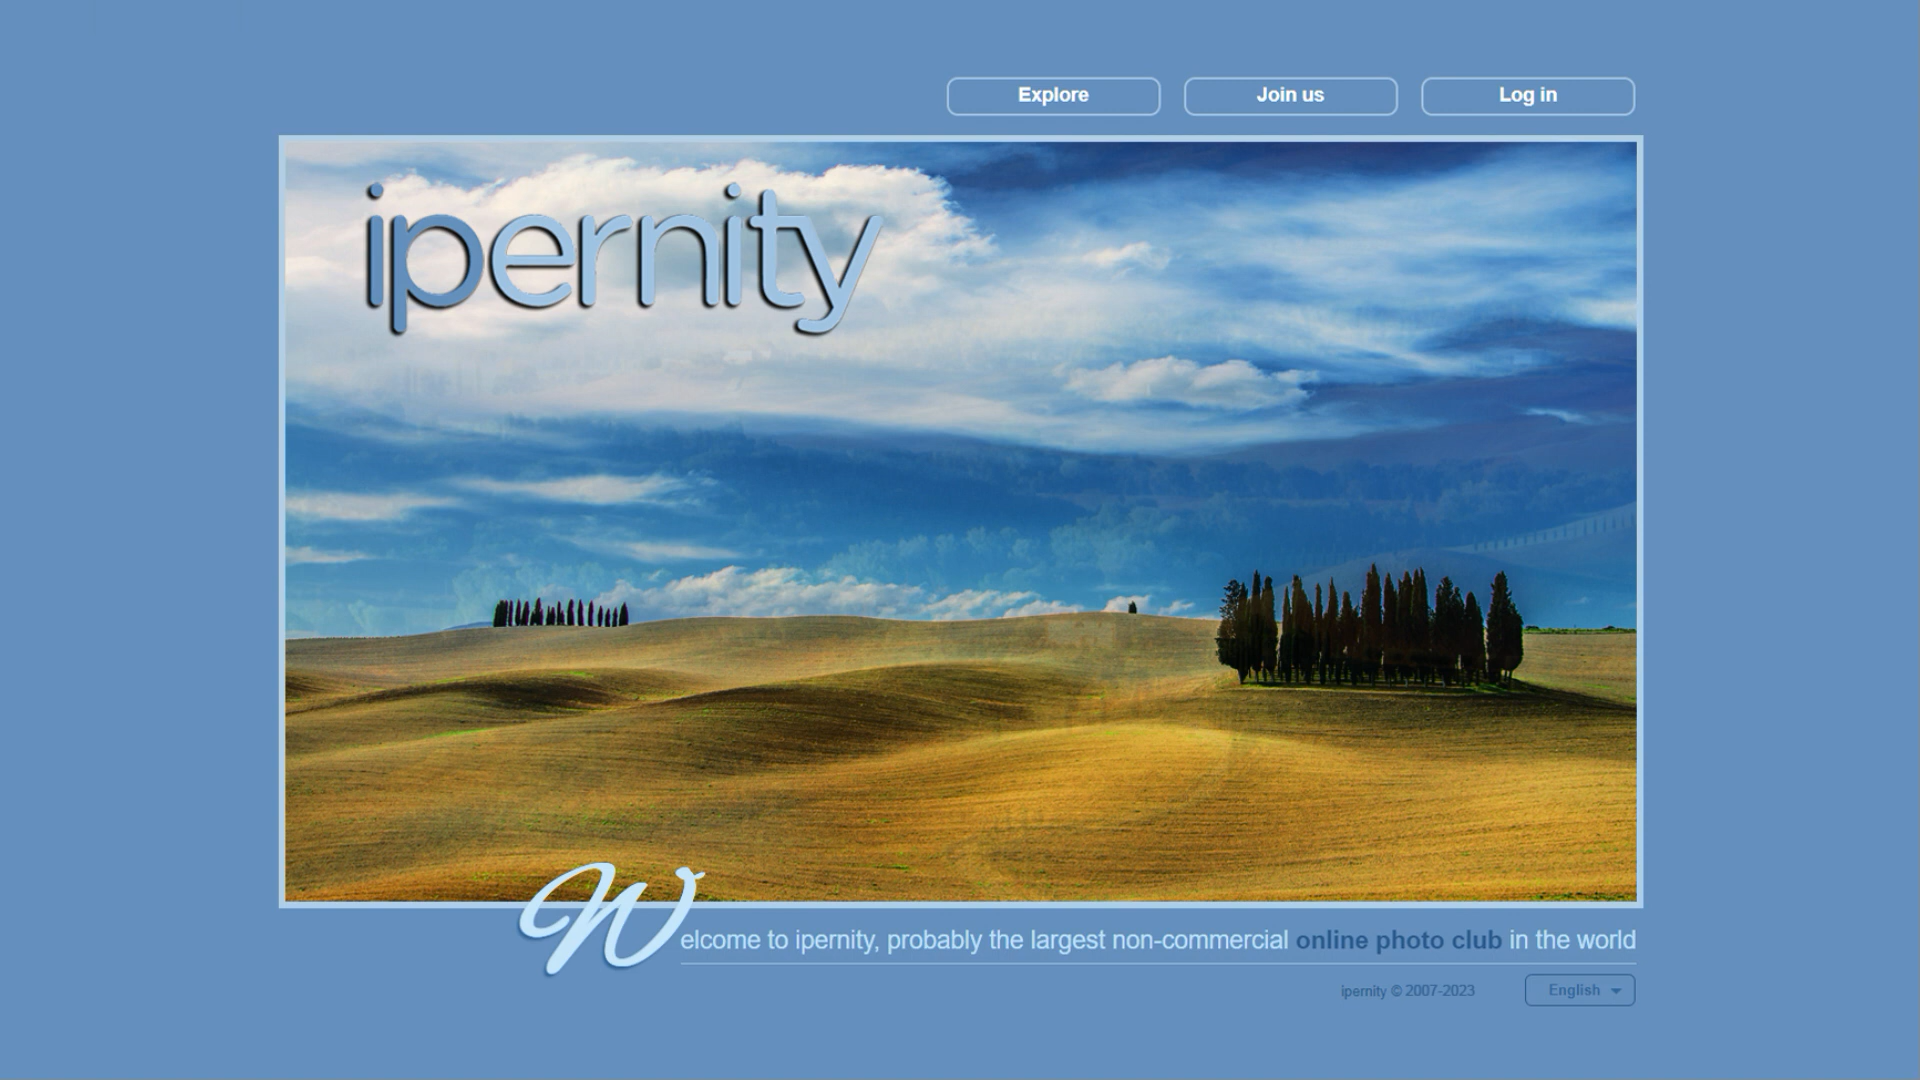 Explore
Join us
Log in
ipernity
Welcome to ipernity, probably the largest non-commercial online photo club in the world
ipernity © 2007-2023
English